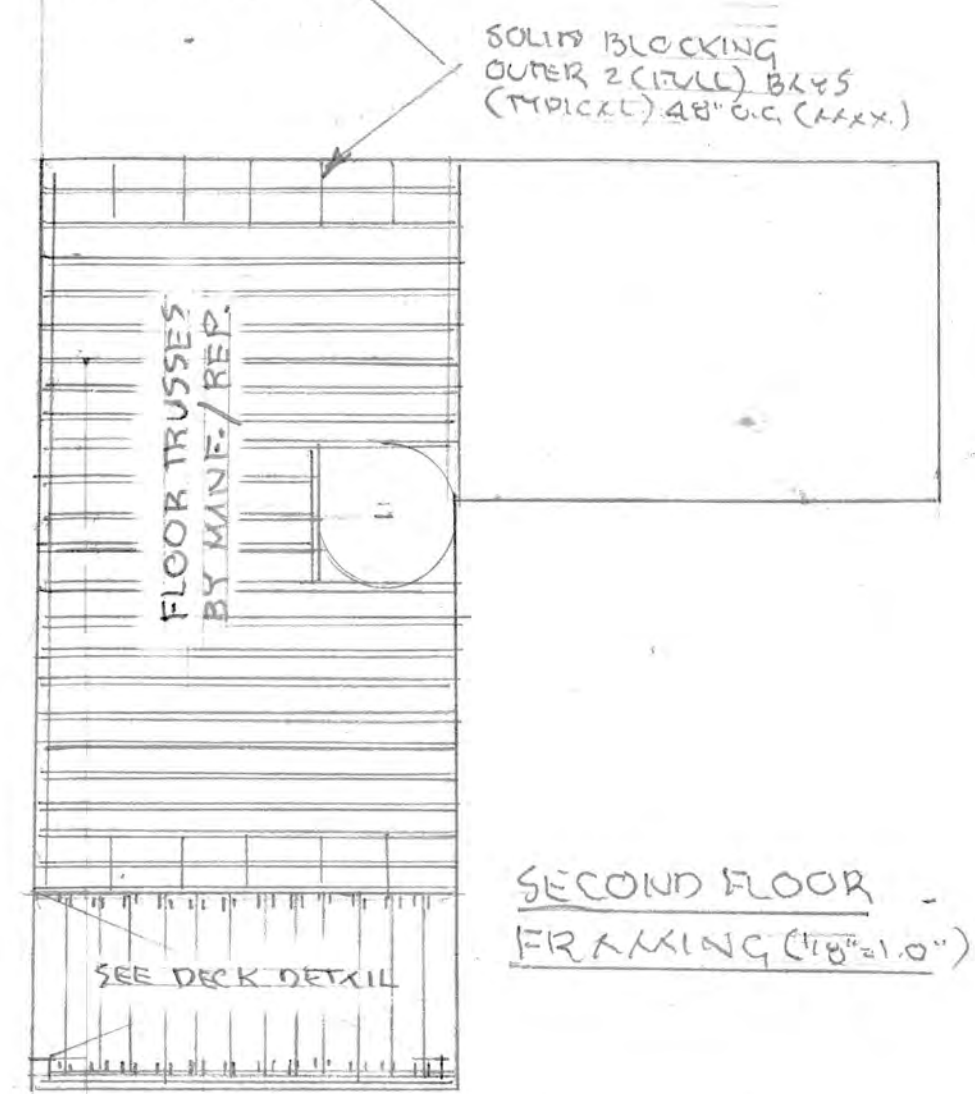 SOLID BLOCKING
OUTER 2 (FULL) BAYS
(TYPICAL) 48" O.C. (MAX.)
FLOOR TRUSSES
BY MANF./REP.
SEE DECK DETAIL
SECOND FLOOR
FRAMING (1/8"=1.0")